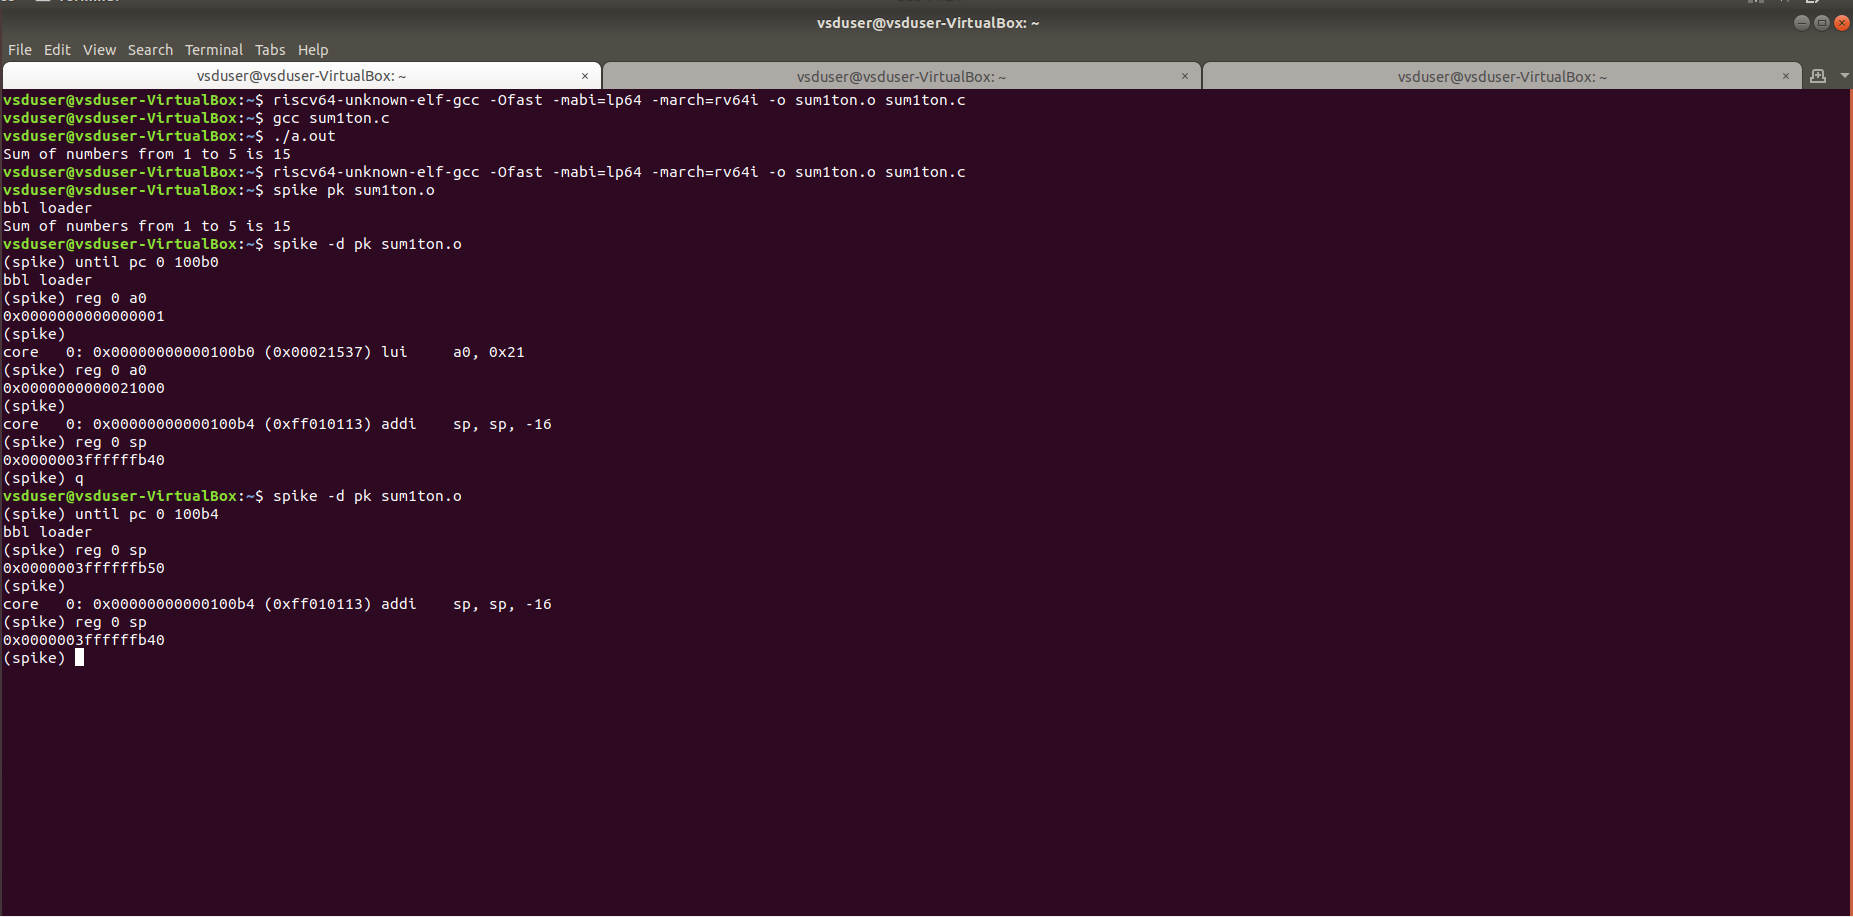 vsduser@vsduser-VirtualBox: ~
File Edit View Search Terminal Tabs Help
vsduser@vsduser-VirtualBox: ~ × vsduser@vsduser-VirtualBox: ~ × vsduser@vsduser-VirtualBox: ~ ×
vsduser@vsduser-VirtualBox:~$ riscv64-unknown-elf-gcc -Ofast -mabi=lp64 -march=rv64i -o sum1ton.o sum1ton.c
vsduser@vsduser-VirtualBox:~$ gcc sum1ton.c
vsduser@vsduser-VirtualBox:~$ ./a.out
Sum of numbers from 1 to 5 is 15
vsduser@vsduser-VirtualBox:~$ riscv64-unknown-elf-gcc -Ofast -mabi=lp64 -march=rv64i -o sum1ton.o sum1ton.c
vsduser@vsduser-VirtualBox:~$ spike pk sum1ton.o
bbl loader
Sum of numbers from 1 to 5 is 15
vsduser@vsduser-VirtualBox:~$ spike -d pk sum1ton.o
(spike) until pc 0 100b0
bbl loader
(spike) reg 0 a0
0x0000000000000001
(spike)
core   0: 0x00000000000100b0 (0x00021537) lui     a0, 0x21
(spike) reg 0 a0
0x0000000000021000
(spike)
core   0: 0x00000000000100b4 (0xff010113) addi    sp, sp, -16
(spike) reg 0 sp
0x0000003ffffffb40
(spike) q
vsduser@vsduser-VirtualBox:~$ spike -d pk sum1ton.o
(spike) until pc 0 100b4
bbl loader
(spike) reg 0 sp
0x0000003ffffffb50
(spike)
core   0: 0x00000000000100b4 (0xff010113) addi    sp, sp, -16
(spike) reg 0 sp
0x0000003ffffffb40
(spike)